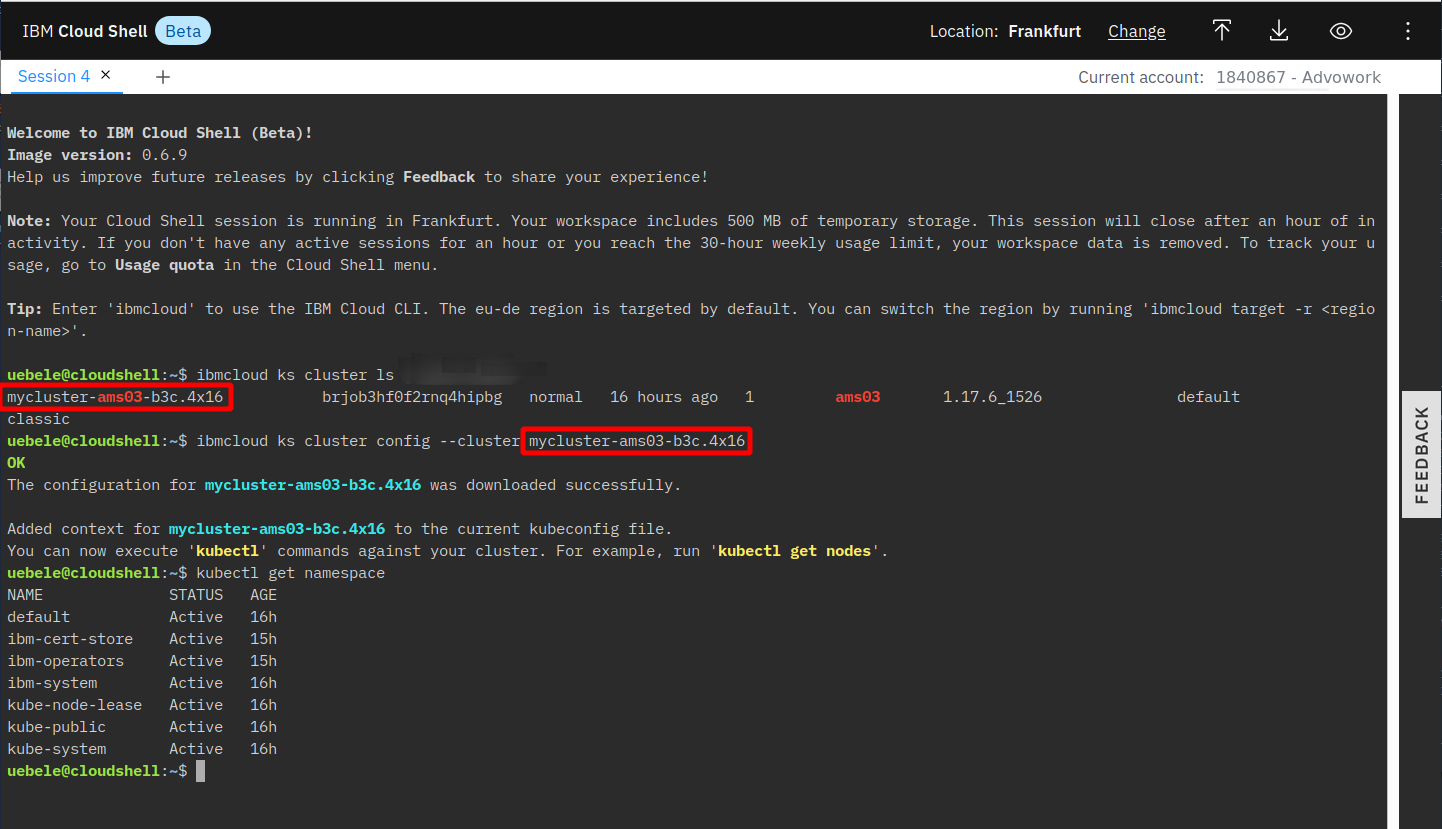 IBM Cloud Shell Beta
Location: Frankfurt Change
Session 4 × +
Current account: 1840867 - Advowork
Welcome to IBM Cloud Shell (Beta)!
Image version: 0.6.9
Help us improve future releases by clicking Feedback to share your experience!
Note: Your Cloud Shell session is running in Frankfurt. Your workspace includes 500 MB of temporary storage. This session will close after an hour of in
activity. If you don't have any active sessions for an hour or you reach the 30-hour weekly usage limit, your workspace data is removed. To track your u
sage, go to Usage quota in the Cloud Shell menu.
Tip: Enter 'ibmcloud' to use the IBM Cloud CLI. The eu-de region is targeted by default. You can switch the region by running 'ibmcloud target -r <regio
n-name>'.
uebele@cloudshell:~$ ibmcloud ks cluster ls
mycluster-ams03-b3c.4x16 brjob3hf0f2rnq4hipbg normal 16 hours ago 1 ams03 1.17.6_1526 default
classic
uebele@cloudshell:~$ ibmcloud ks cluster config --cluster mycluster-ams03-b3c.4x16
OK
The configuration for mycluster-ams03-b3c.4x16 was downloaded successfully.
Added context for mycluster-ams03-b3c.4x16 to the current kubeconfig file.
You can now execute 'kubectl' commands against your cluster. For example, run 'kubectl get nodes'.
uebele@cloudshell:~$ kubectl get namespace
NAME STATUS AGE
default Active 16h
ibm-cert-store Active 15h
ibm-operators Active 15h
ibm-system Active 16h
kube-node-lease Active 16h
kube-public Active 16h
kube-system Active 16h
uebele@cloudshell:~$
FEEDBACK